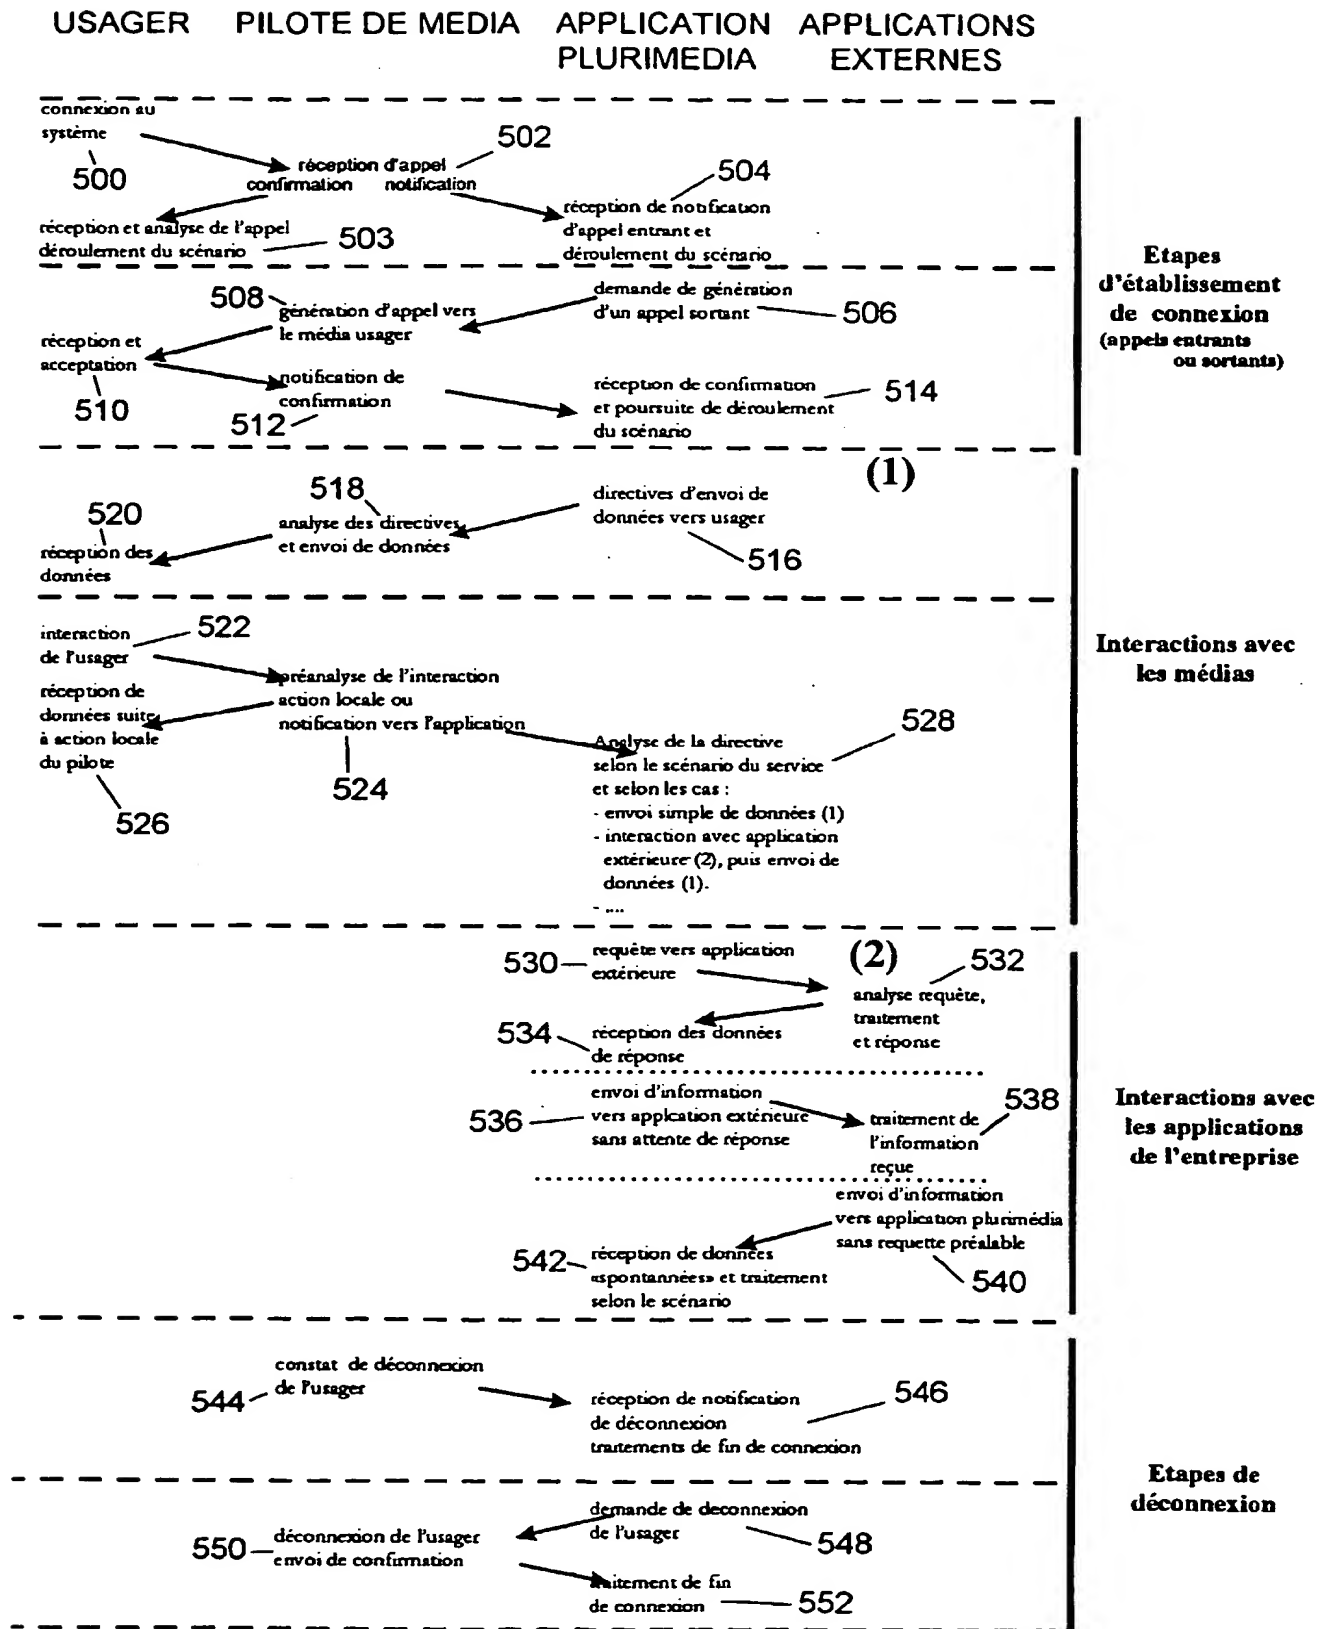 USAGER PILOTE DE MEDIA APPLICATION PLURIMEDIA APPLICATIONS EXTERNES
connexion au
système
500
502
réception d'appel
confirmation notification
504
réception de notification
d'appel entrant et
déroulement du scénario
réception et analyse de l'appel
déroulement du scénario
503
Etapes
d'établissement
de connexion
(appels entrants
ou sortants)
demande de génération
d'un appel sortant
506
508
génération d'appel vers
le média usager
réception et
acceptation
510
notification de
confirmation
512
réception de confirmation
et poursuite de déroulement
du scénario
514
(1)
directives d'envoi de
données vers usager
516
518
analyse des directives
et envoi de données
520
réception des
données
Interactions avec
les médias
interaction
de l'usager
522
préanalyse de l'interaction
action locale ou
notification vers l'application
524
réception de
données suite
à action locale
du pilote
526
Analyse de la directive
selon le scénario du service
et selon les cas :
- envoi simple de données (1)
- interaction avec application
extérieure (2), puis envoi de
données (1).
- ....
528
530
requête vers application
extérieure
(2)
532
analyse requête,
traitement
et réponse
534
réception des données
de réponse
Interactions avec
les applications
de l'entreprise
536
envoi d'information
vers applcation extérieure
sans attente de réponse
538
traitement de
l'information
reçue
envoi d'information
vers application plurimédia
sans requette préalable
540
542
réception de données
«spontannées» et traitement
selon le scénario
constat de déconnexion
de l'usager
544
réception de notification
de déconnexion
traitements de fin de connexion
546
Etapes de
déconnexion
demande de deconnexion
de l'usager
548
550
déconnexion de l'usager
envoi de confirmation
traitement de fin
de connexion
552